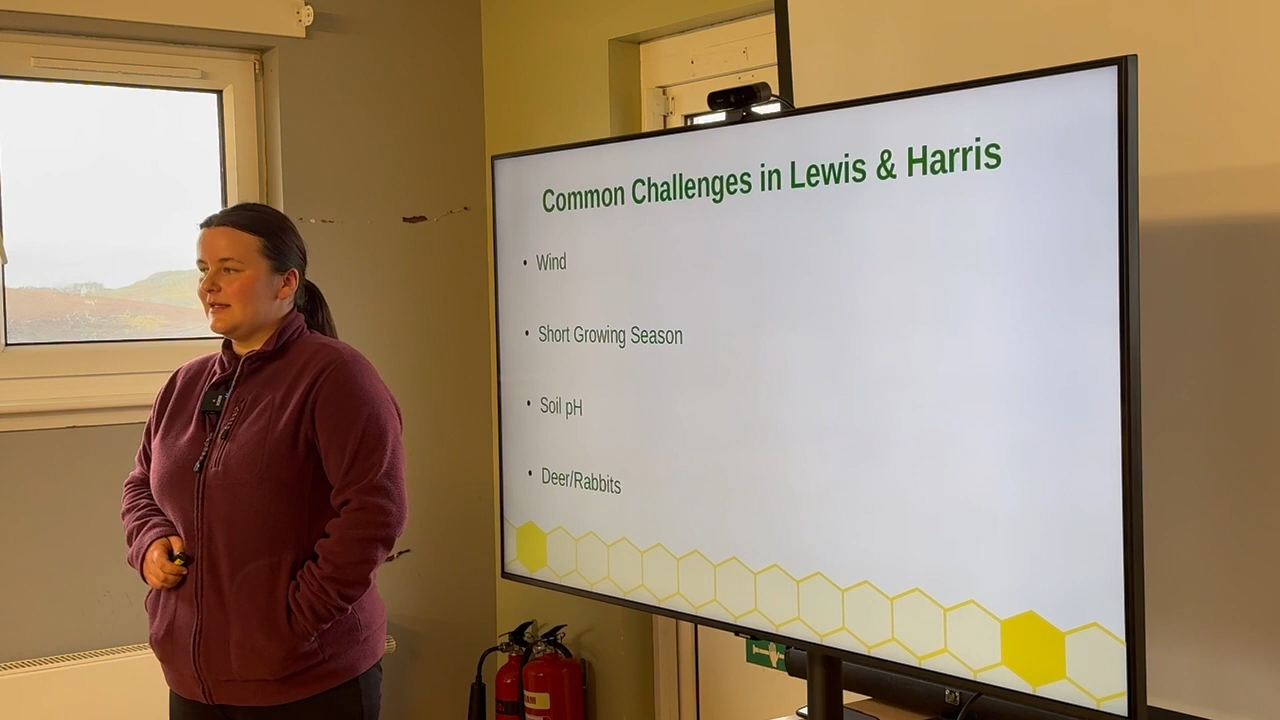 Common Challenges in Lewis & Harris
• Wind
• Short Growing Season
• Soil pH
• Deer/Rabbits